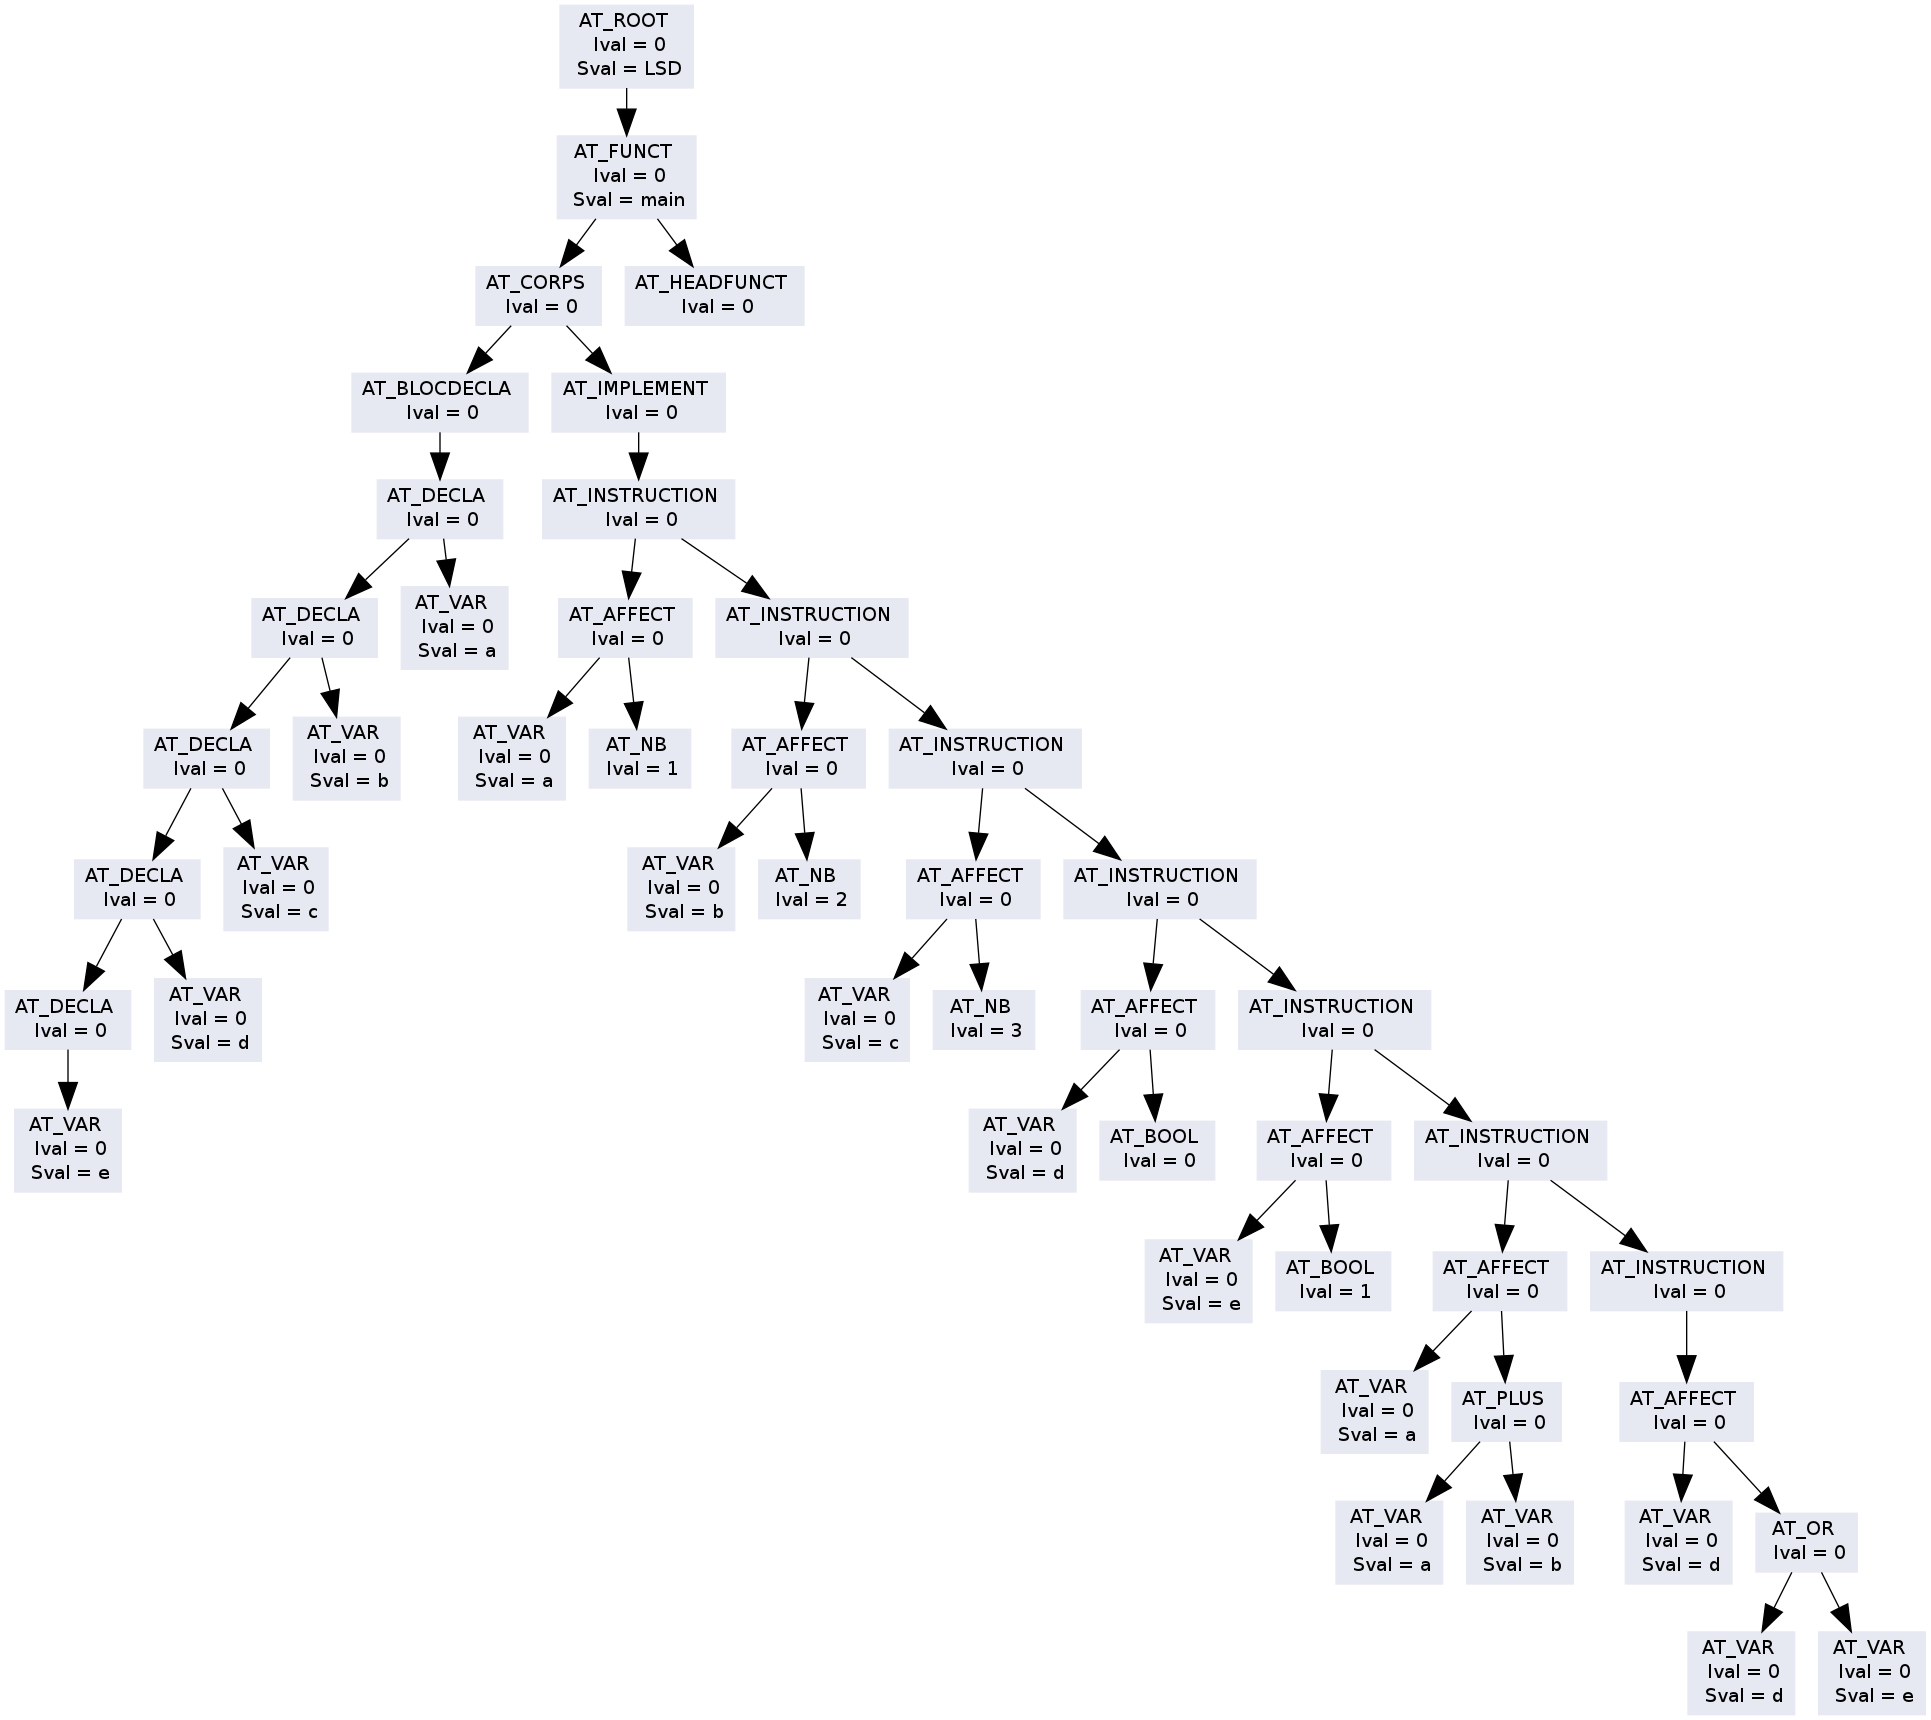 AT_ROOT
Ival = 0
Sval = LSD
AT_FUNCT
Ival = 0
Sval = main
AT_CORPS
Ival = 0
AT_HEADFUNCT
Ival = 0
AT_BLOCDECLA
Ival = 0
AT_IMPLEMENT
Ival = 0
AT_DECLA
Ival = 0
AT_INSTRUCTION
Ival = 0
AT_DECLA
Ival = 0
AT_VAR
Ival = 0
Sval = a
AT_AFFECT
Ival = 0
AT_INSTRUCTION
Ival = 0
AT_DECLA
Ival = 0
AT_VAR
Ival = 0
Sval = b
AT_VAR
Ival = 0
Sval = a
AT_NB
Ival = 1
AT_AFFECT
Ival = 0
AT_INSTRUCTION
Ival = 0
AT_DECLA
Ival = 0
AT_VAR
Ival = 0
Sval = c
AT_VAR
Ival = 0
Sval = b
AT_NB
Ival = 2
AT_AFFECT
Ival = 0
AT_INSTRUCTION
Ival = 0
AT_DECLA
Ival = 0
AT_VAR
Ival = 0
Sval = d
AT_VAR
Ival = 0
Sval = c
AT_NB
Ival = 3
AT_AFFECT
Ival = 0
AT_INSTRUCTION
Ival = 0
AT_VAR
Ival = 0
Sval = e
AT_VAR
Ival = 0
Sval = d
AT_BOOL
Ival = 0
AT_AFFECT
Ival = 0
AT_INSTRUCTION
Ival = 0
AT_VAR
Ival = 0
Sval = e
AT_BOOL
Ival = 1
AT_AFFECT
Ival = 0
AT_INSTRUCTION
Ival = 0
AT_VAR
Ival = 0
Sval = a
AT_PLUS
Ival = 0
AT_AFFECT
Ival = 0
AT_VAR
Ival = 0
Sval = a
AT_VAR
Ival = 0
Sval = b
AT_VAR
Ival = 0
Sval = d
AT_OR
Ival = 0
AT_VAR
Ival = 0
Sval = d
AT_VAR
Ival = 0
Sval = e